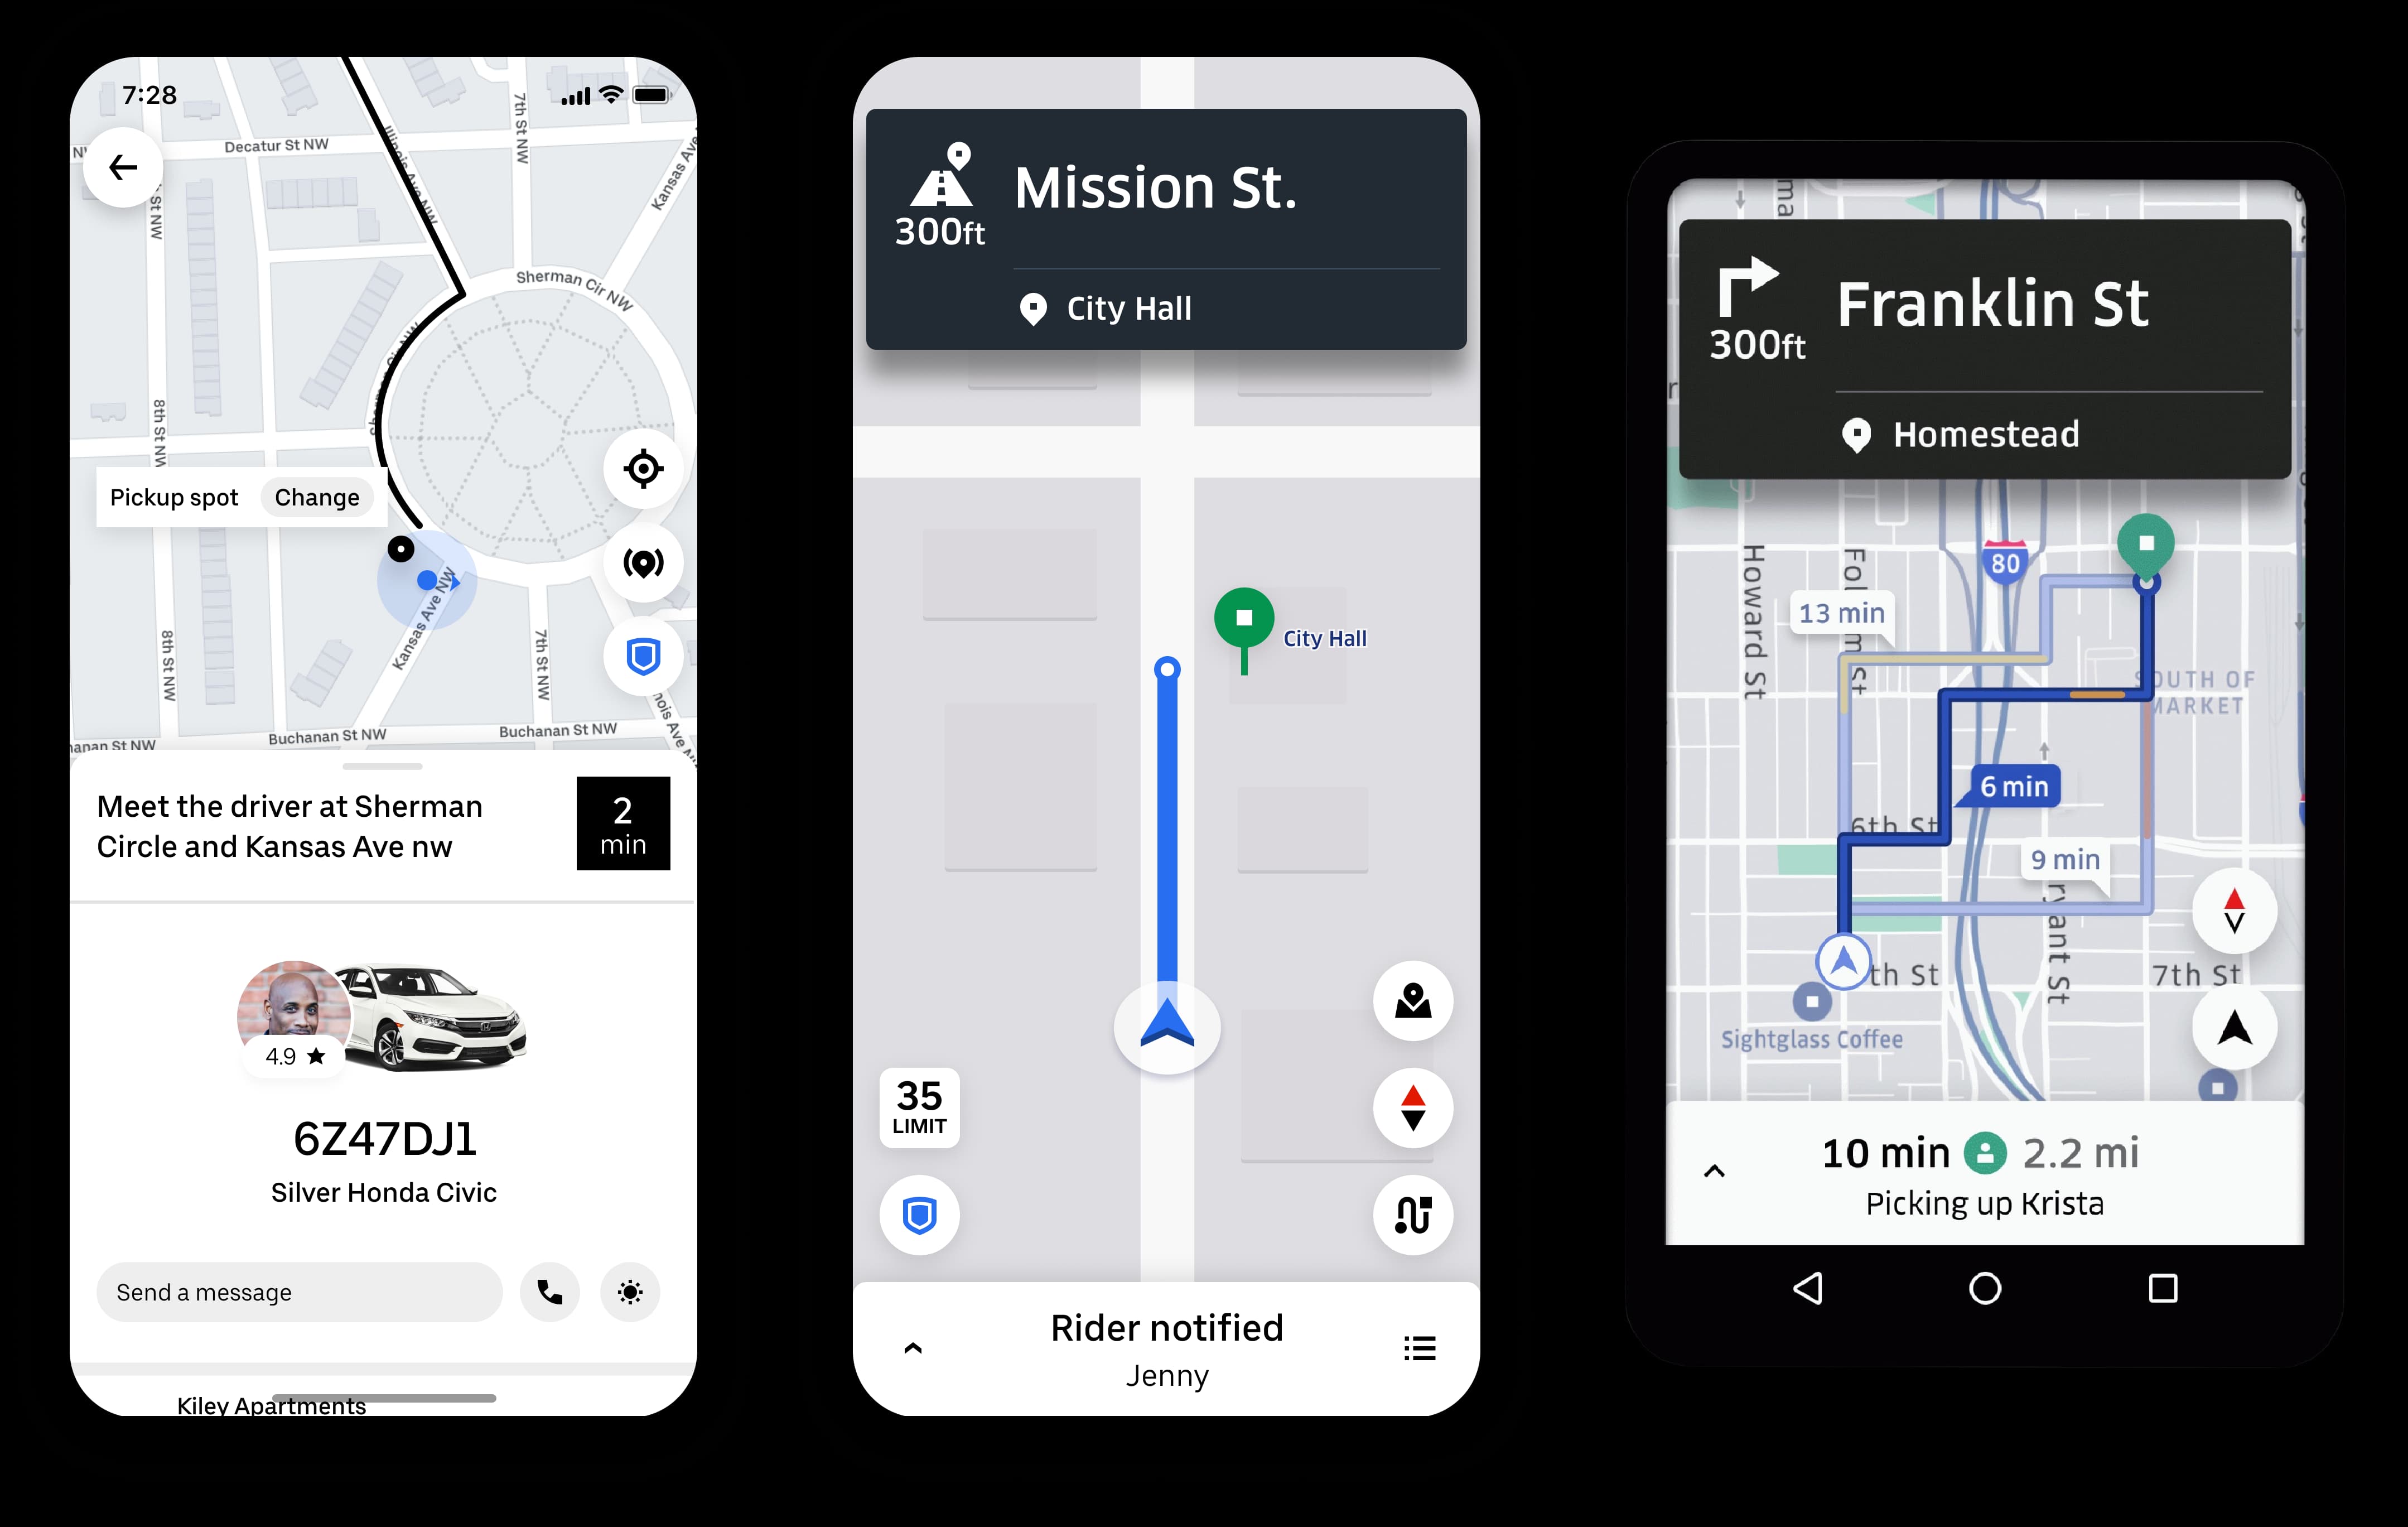 7:28
Decatur St NW
7th St NW
Illinois Ave NW
Kansas Ave
St NW
Sherman Cir NW
8th St NW
Pickup spot
Change
Kansas Ave NW
8th St NW
7th St NW
Buchanan St NW
Buchanan St NW
Meet the driver at Sherman
Circle and Kansas Ave nw
2
min
4.9
6Z47DJ1
Silver Honda Civic
Send a message
Kiley Apartments
Mission St.
300ft
City Hall
City Hall
35
LIMIT
Rider notified
Jenny
Franklin St
300ft
Homestead
80
13 min
Howard St
SOUTH OF
MARKET
6 min
6th St
9 min
th St
7th St
Sightglass Coffee
10 min 2.2 mi
Picking up Krista